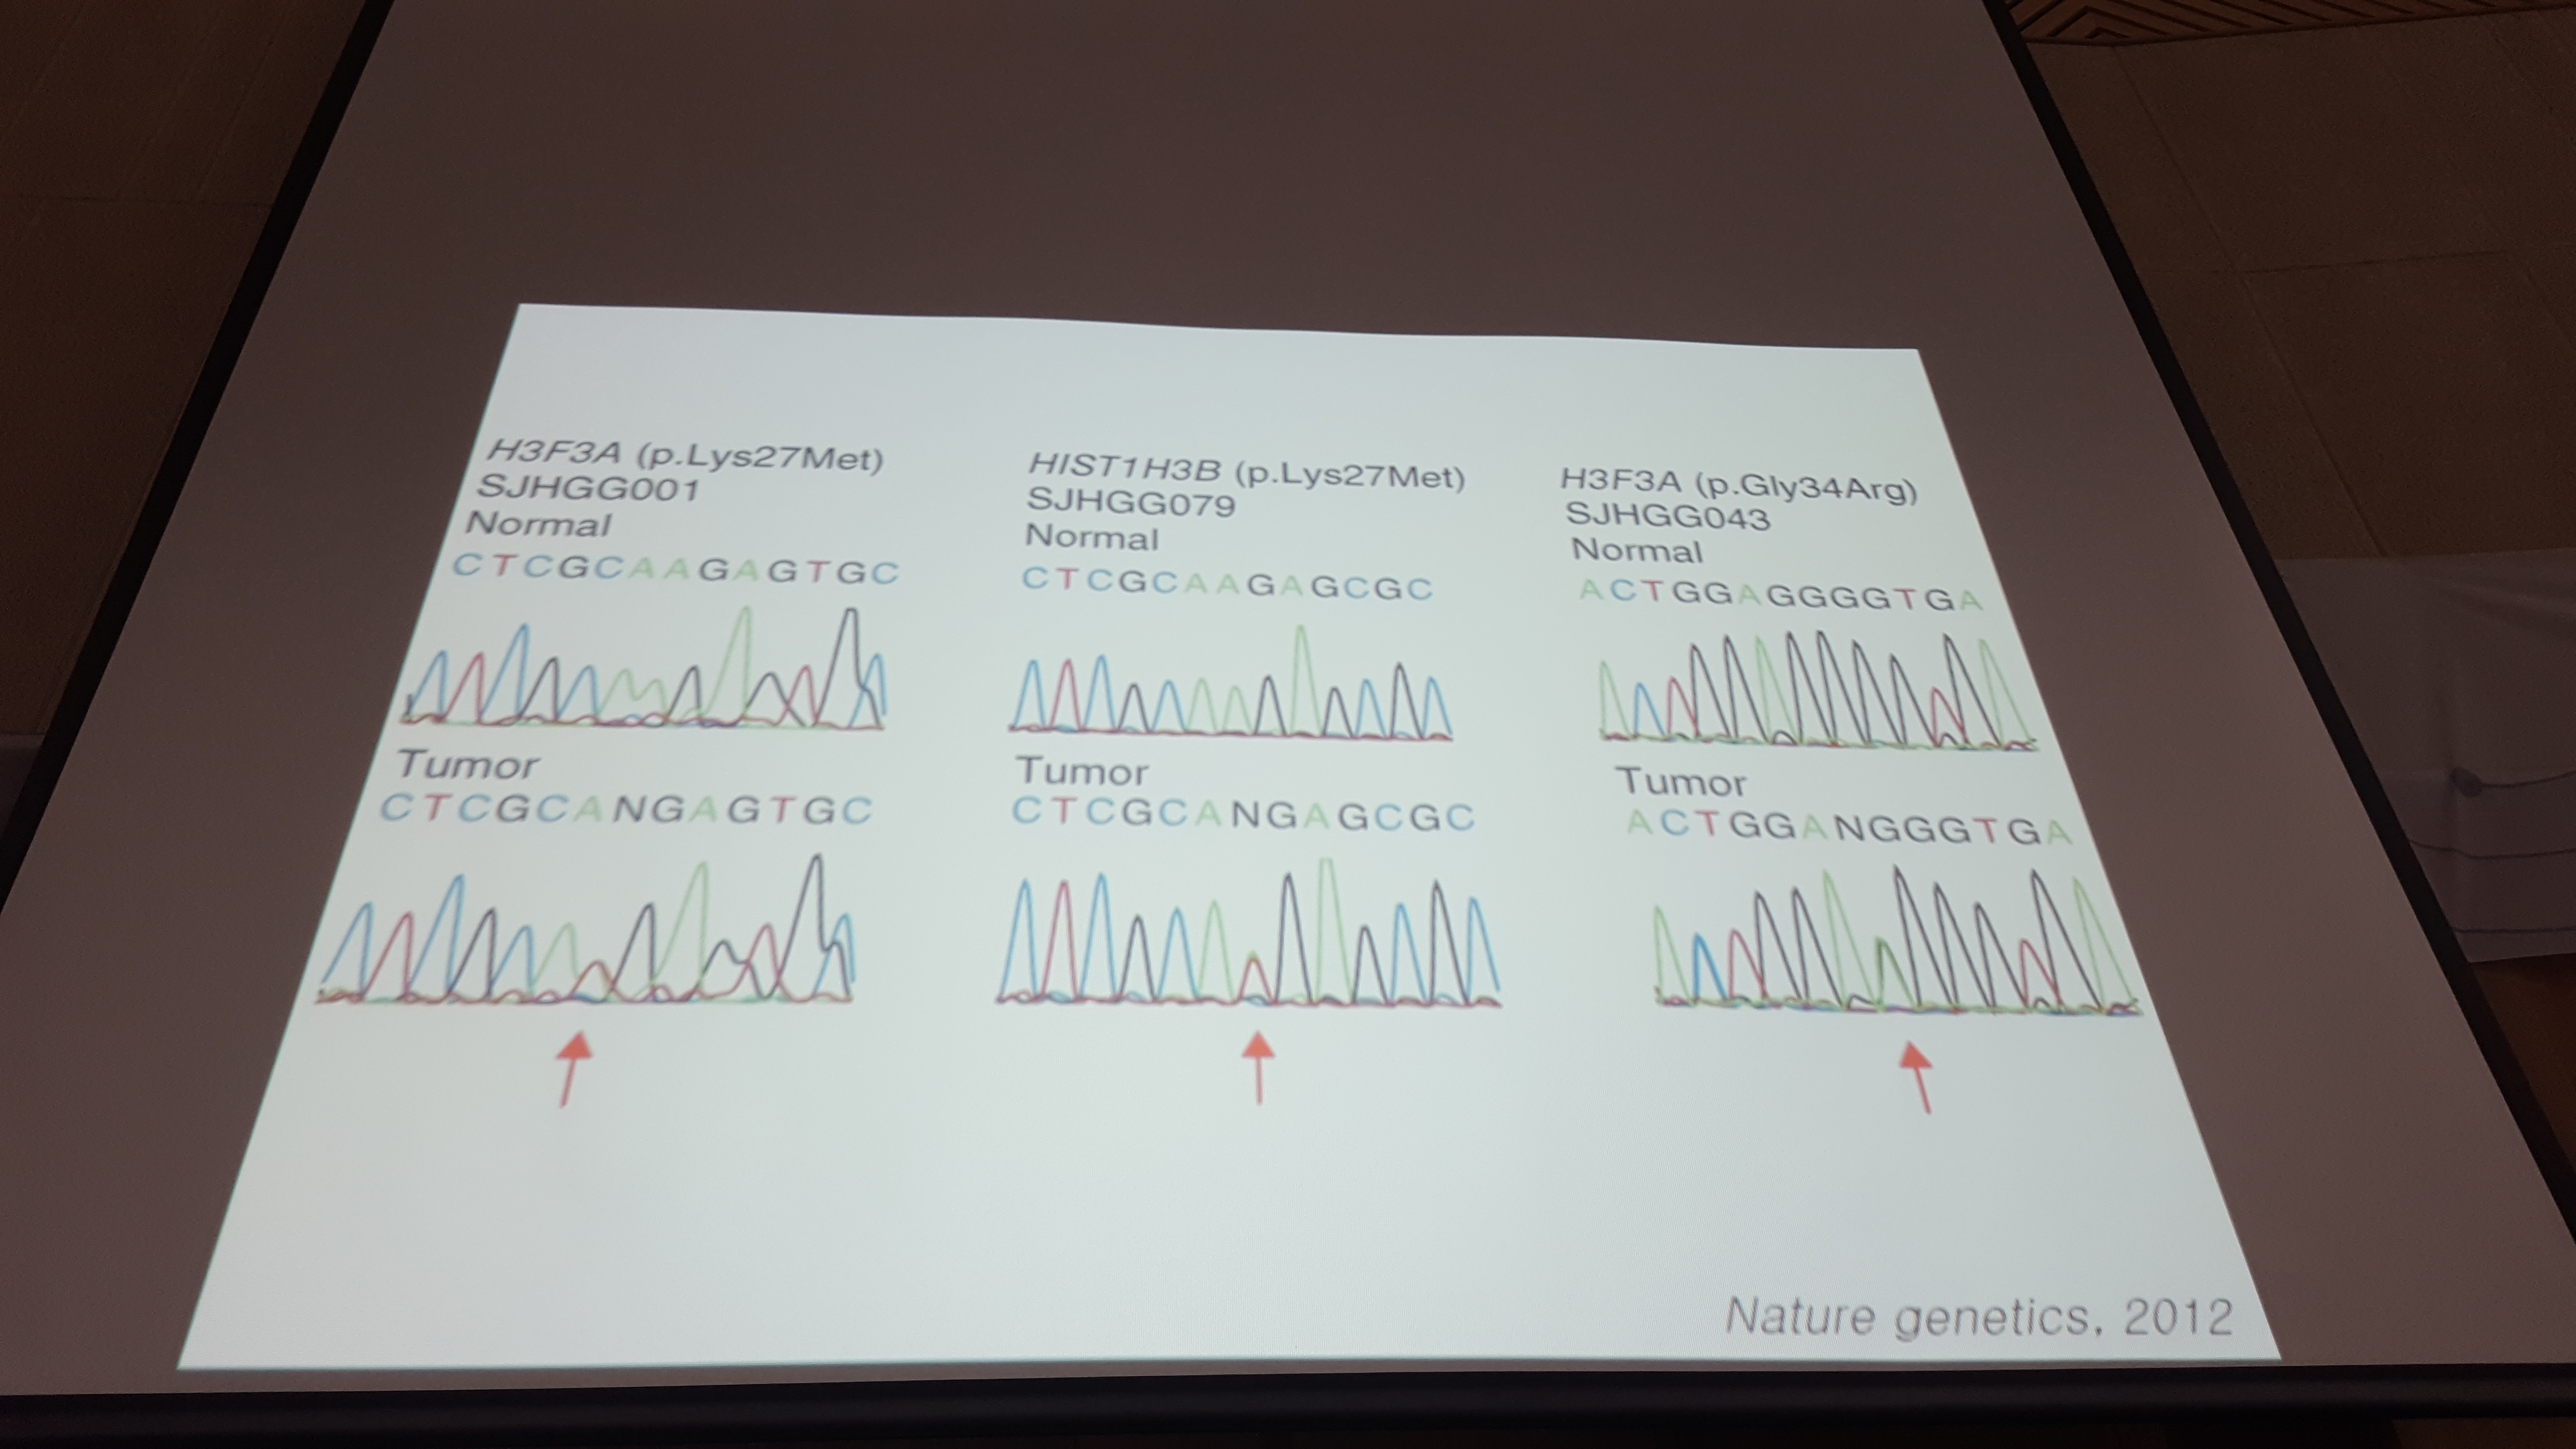 H3F3A (p.Lys27Met)
SJHGG001
Normal
CTCGCAAGAGTGC
Tumor
CTCGCANGAGTGC
HIST1H3B (p.Lys27Met)
SJHGG079
Normal
CTCGCAAGAGCGC
Tumor
CTCGCANGAGCGC
H3F3A (p.Gly34Arg)
SJHGG043
Normal
ACTGGAGGGGTGA
Tumor
ACTGGANGGGTGA
Nature genetics, 2012